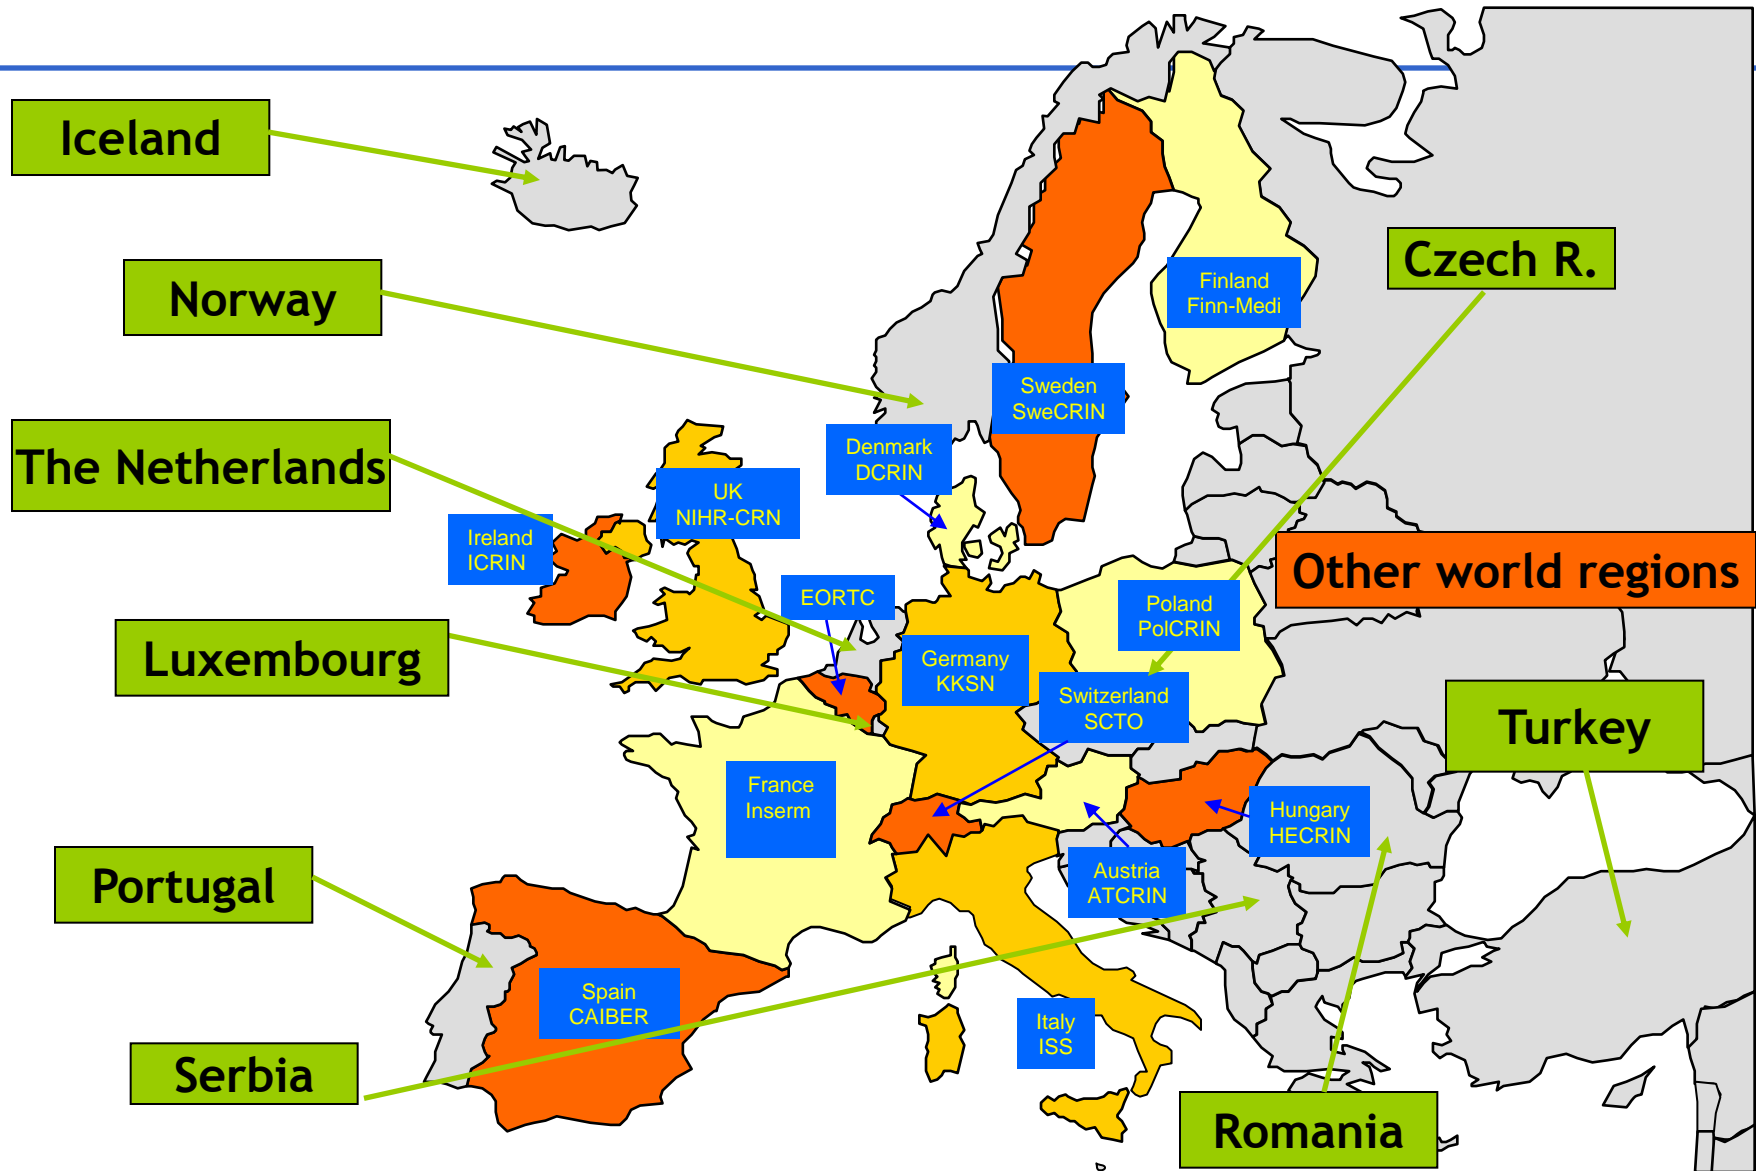 Iceland
Norway
Czech R.
Finland
Finn-Medi
Sweden
SweCRIN
The Netherlands
Denmark
DCRIN
UK
NIHR-CRN
Ireland
ICRIN
Other world regions
EORTC
Poland
PolCRIN
Luxembourg
Germany
KKSN
Switzerland
SCTO
Turkey
France
Inserm
Hungary
HECRIN
Portugal
Austria
ATCRIN
Spain
CAIBER
Italy
ISS
Serbia
Romania